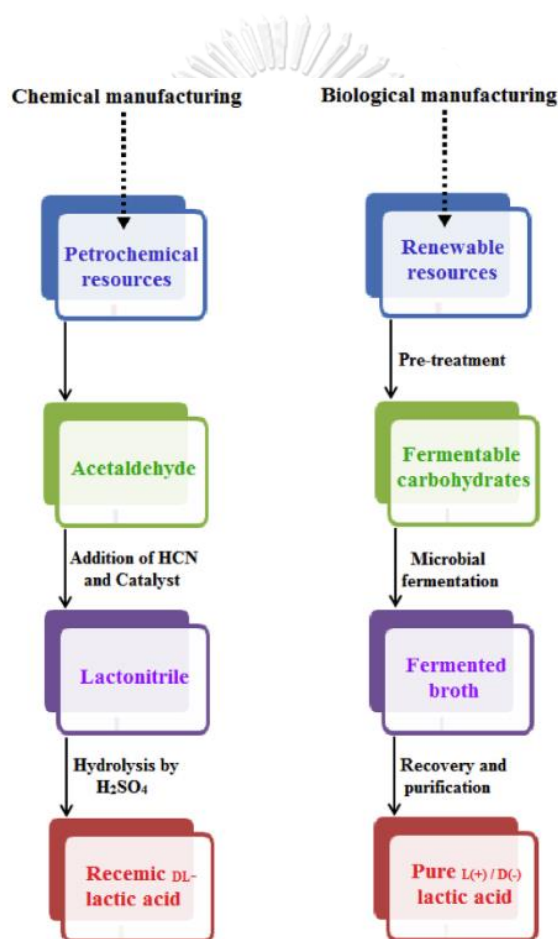 Chemical manufacturing
Petrochemical
resources
Acetaldehyde
Addition of HCN
and Catalyst
Lactonitrile
Hydrolysis by
H₂SO₄
Recemic DL-
lactic acid
Biological manufacturing
Renewable
resources
Pre-treatment
Fermentable
carbohydrates
Microbial
fermentation
Fermented
broth
Recovery and
purification
Pure L(+) / D(-)
lactic acid